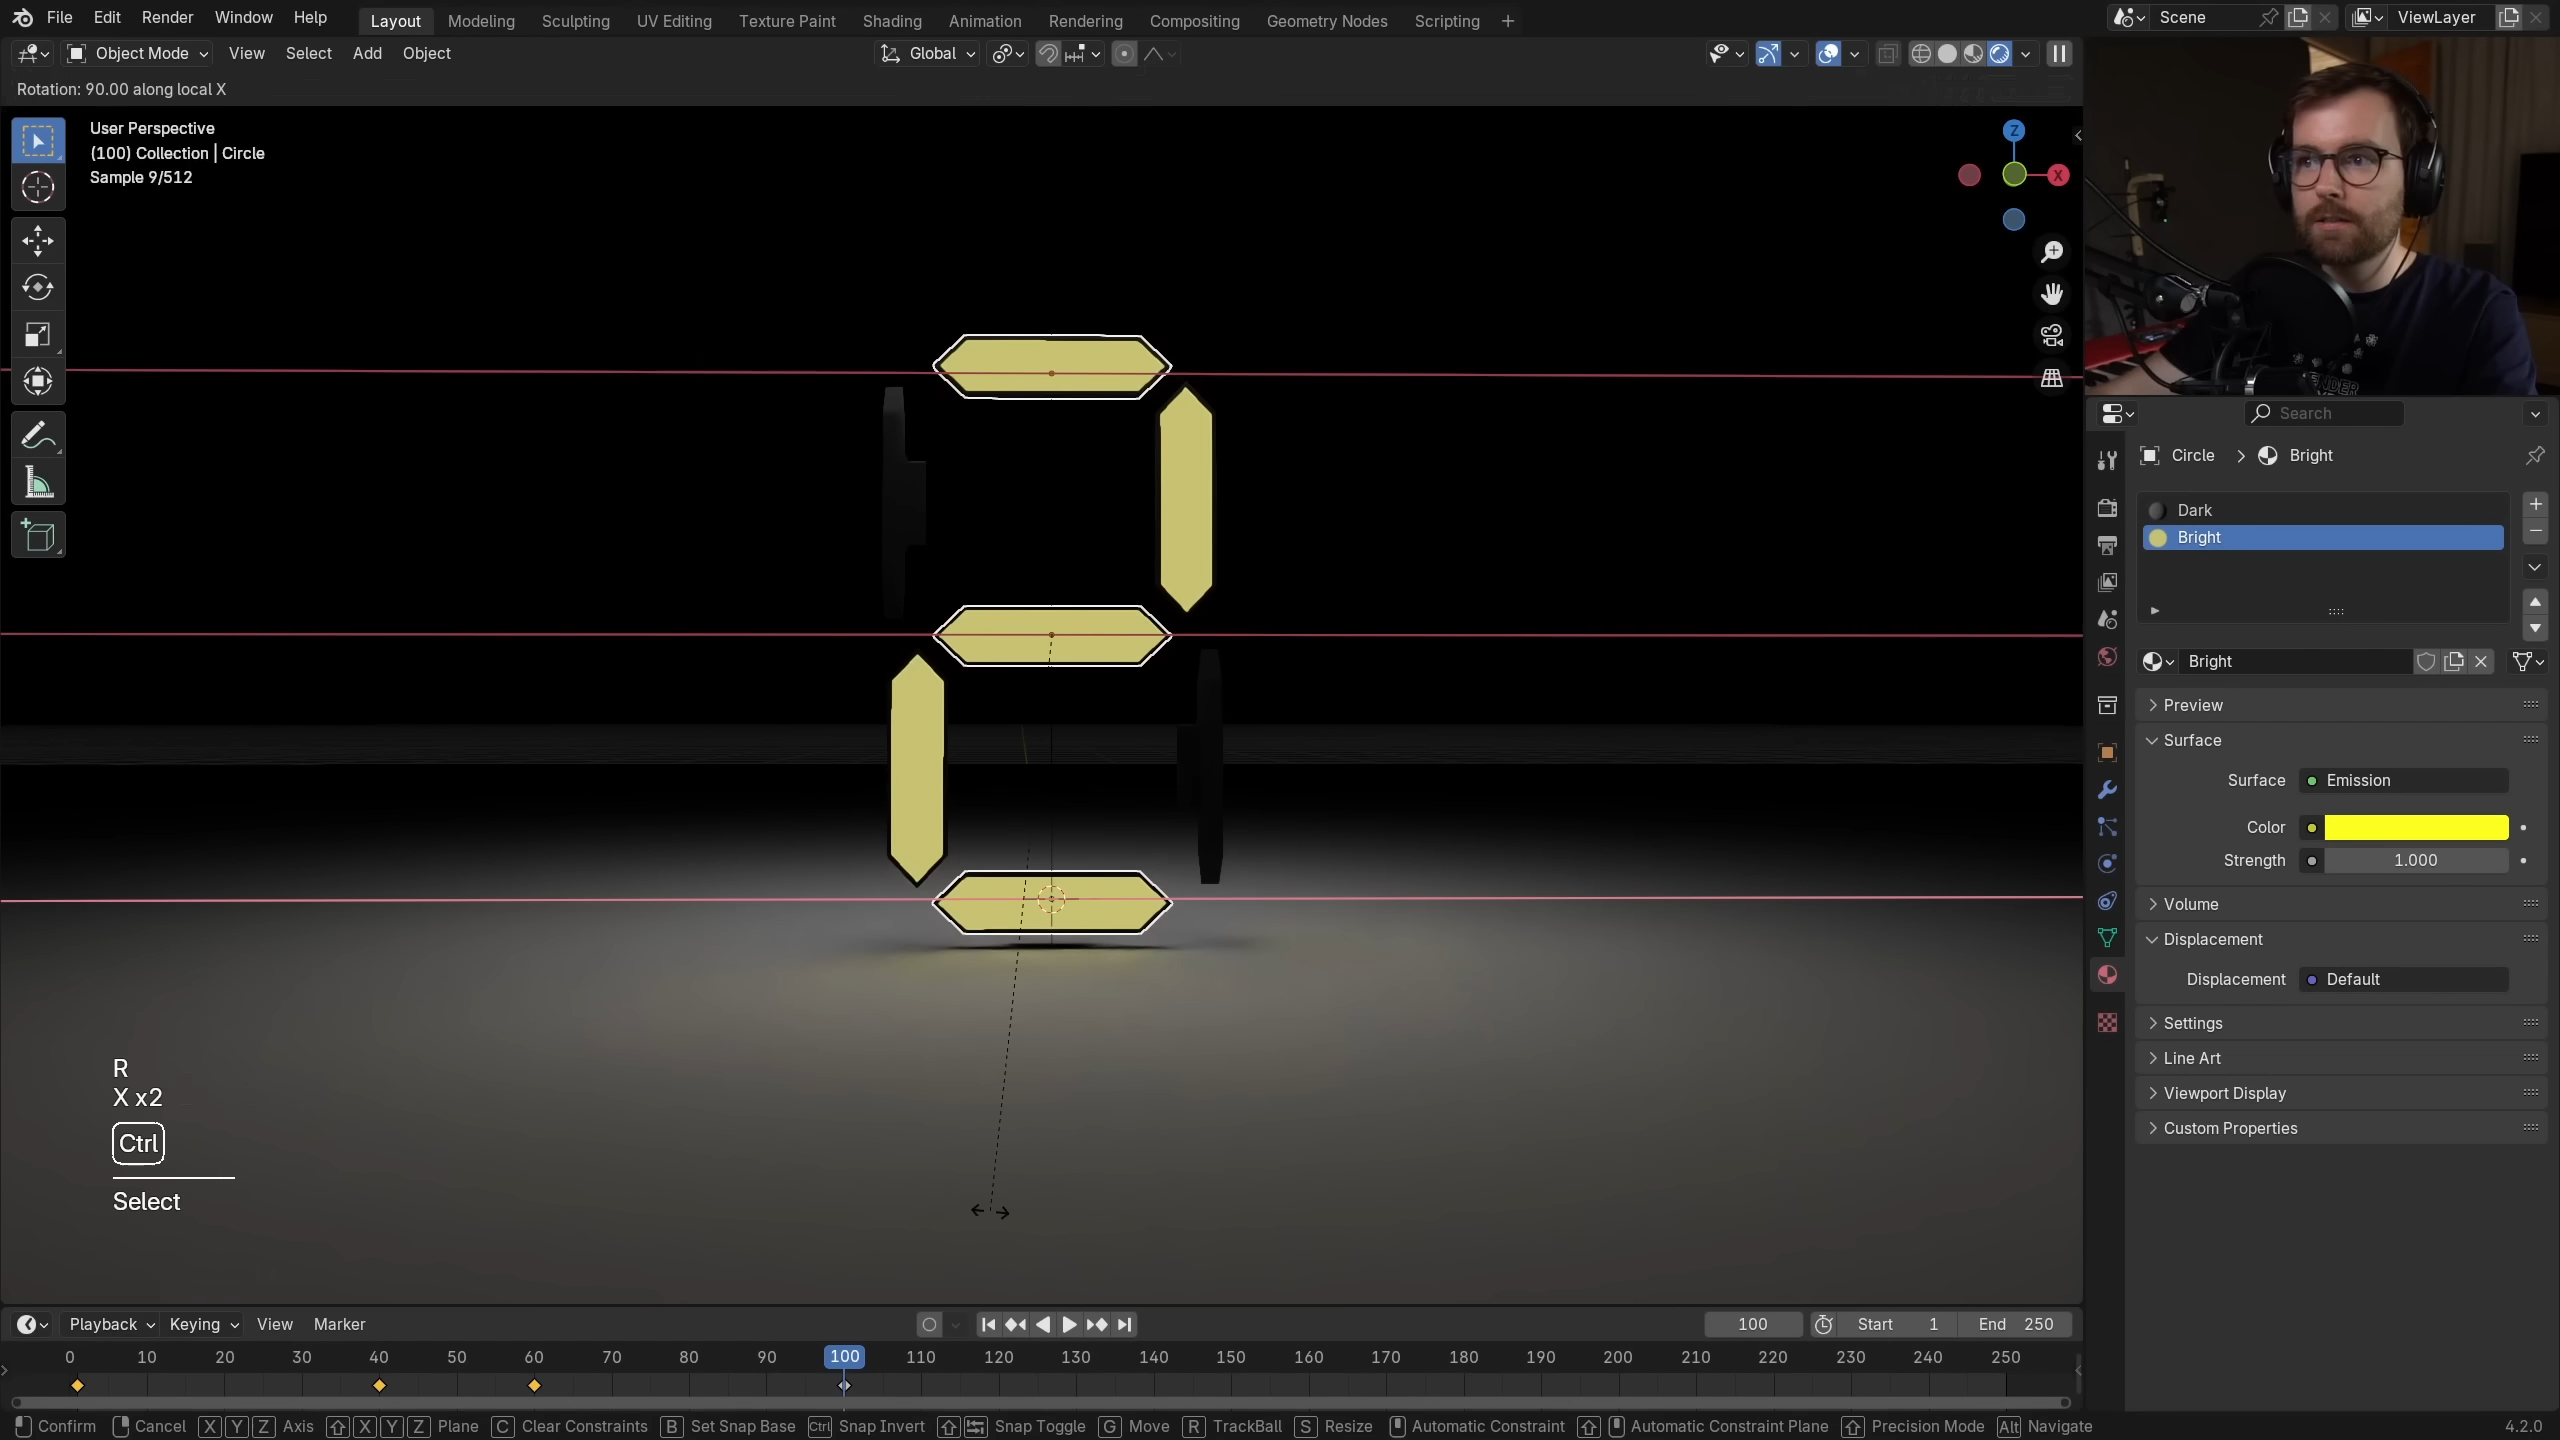 File Edit Render Window Help Layout Modeling Sculpting UV Editing Texture Paint Shading Animation Rendering Compositing Geometry Nodes Scripting + Scene ViewLayer
Object Mode View Select Add Object Global
Rotation: 90.00 along local X
User Perspective
(100) Collection | Circle
Sample 9/512
Z
X
Search
Circle > Bright
Dark
Bright
Bright
Preview
Surface
Surface Emission
Color
Strength 1.000
Volume
Displacement
Displacement Default
Settings
Line Art
Viewport Display
Custom Properties
R
X x2
Ctrl
Select
Playback Keying View Marker 100 Start 1 End 250
0 10 20 30 40 50 60 70 80 90 100 110 120 130 140 150 160 170 180 190 200 210 220 230 240 250
Confirm Cancel X Y Z Axis X Y Z Plane C Clear Constraints B Set Snap Base Ctrl Snap Invert Snap Toggle G Move R TrackBall S Resize Automatic Constraint Automatic Constraint Plane Precision Mode Alt Navigate 4.2.0